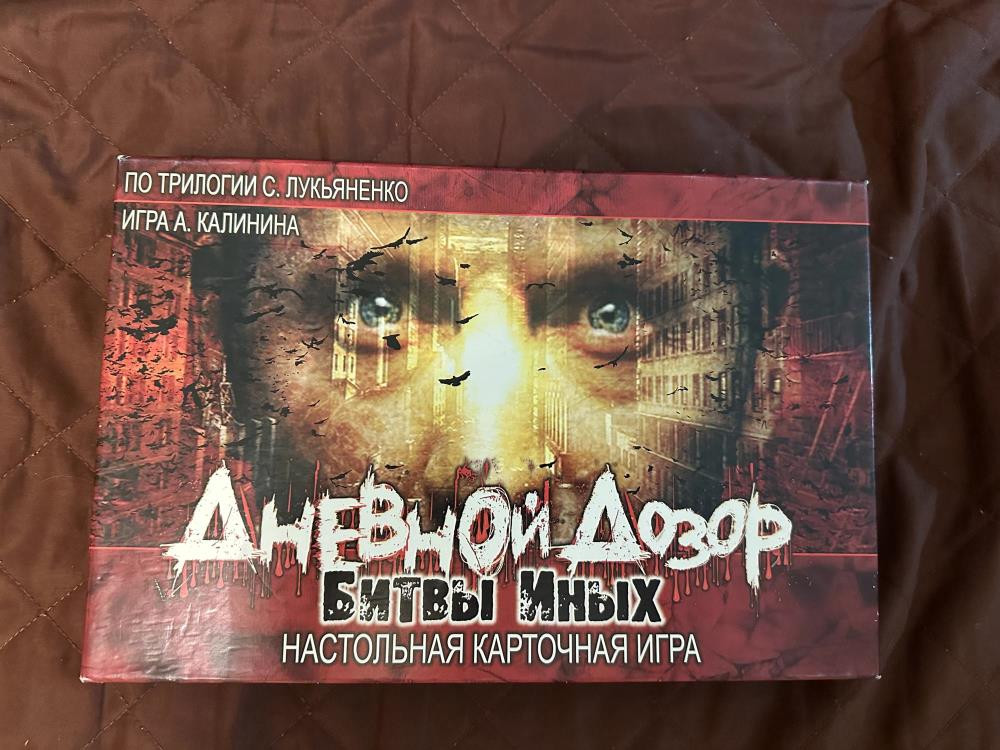 ПО ТРИЛОГИИ С. ЛУКЬЯНЕНКО
ИГРА А. КАЛИНИНА
ДНЕВНОЙ ДОЗОР
БИТВЫ ИНЫХ
НАСТОЛЬНАЯ КАРТОЧНАЯ ИГРА